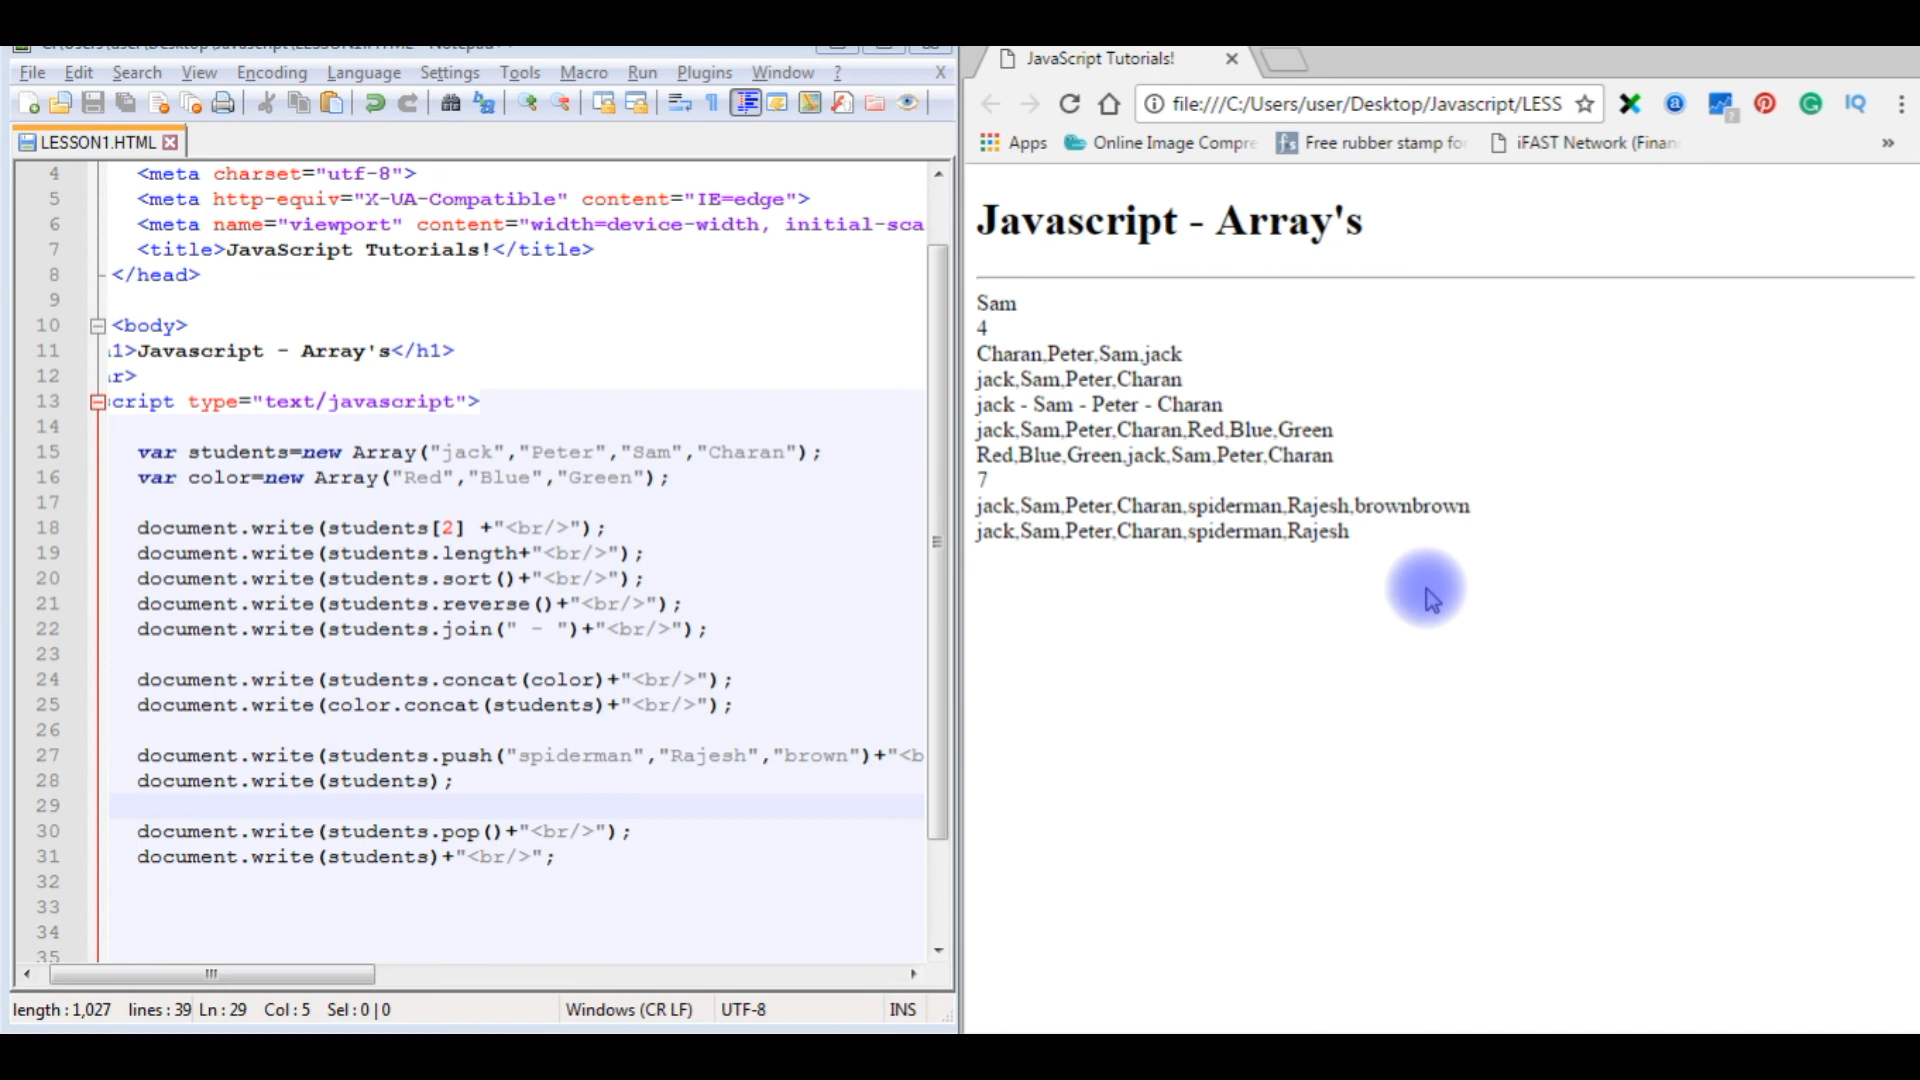 File Edit Search View Encoding Language Settings Tools Macro Run Plugins Window ? X
LESSON1.HTML
4 <meta charset="utf-8">
5 <meta http-equiv="X-UA-Compatible" content="IE=edge">
6 <meta name="viewport" content="width=device-width, initial-sca
7 <title>JavaScript Tutorials!</title>
8 </head>
9
10 <body>
11 1>Javascript - Array's</h1>
12 r>
13 cript type="text/javascript">
14
15 var students=new Array("jack","Peter","Sam","Charan");
16 var color=new Array("Red","Blue","Green");
17
18 document.write(students[2] +"<br/>");
19 document.write(students.length+"<br/>");
20 document.write(students.sort()+"<br/>");
21 document.write(students.reverse()+"<br/>");
22 document.write(students.join(" - ")+"<br/>");
23
24 document.write(students.concat(color)+"<br/>");
25 document.write(color.concat(students)+"<br/>");
26
27 document.write(students.push("spiderman","Rajesh","brown")+"<b
28 document.write(students);
29
30 document.write(students.pop()+"<br/>");
31 document.write(students)+"<br/>";
32
33
34
35
length : 1,027 lines : 39 Ln : 29 Col : 5 Sel : 0 | 0 Windows (CR LF) UTF-8 INS
JavaScript Tutorials!
file:///C:/Users/user/Desktop/Javascript/LESS
IQ
Apps Online Image Compre Free rubber stamp fo iFAST Network (Finan »
Javascript - Array's
Sam
4
Charan,Peter,Sam,jack
jack,Sam,Peter,Charan
jack - Sam - Peter - Charan
jack,Sam,Peter,Charan,Red,Blue,Green
Red,Blue,Green,jack,Sam,Peter,Charan
7
jack,Sam,Peter,Charan,spiderman,Rajesh,brownbrown
jack,Sam,Peter,Charan,spiderman,Rajesh